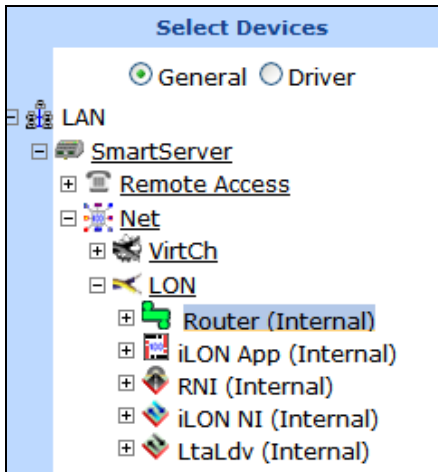 Select Devices
General Driver
LAN
SmartServer
Remote Access
Net
VirtCh
LON
Router (Internal)
iLON App (Internal)
RNI (Internal)
iLON NI (Internal)
LtaLdv (Internal)